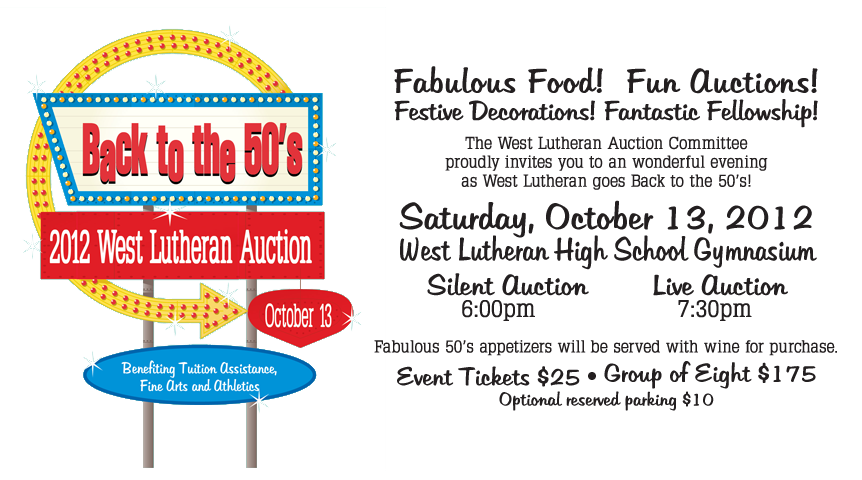 Back to the 50's
2012 West Lutheran Auction
October 13
Benefiting Tuition Assistance,
Fine Arts and Athletics
Fabulous Food! Fun Auctions!
Festive Decorations! Fantastic Fellowship!
The West Lutheran Auction Committee
proudly invites you to an wonderful evening
as West Lutheran goes Back to the 50's!
Saturday, October 13, 2012
West Lutheran High School Gymnasium
Silent Auction Live Auction
6:00pm 7:30pm
Fabulous 50's appetizers will be served with wine for purchase.
Event Tickets $25 • Group of Eight $175
Optional reserved parking $10